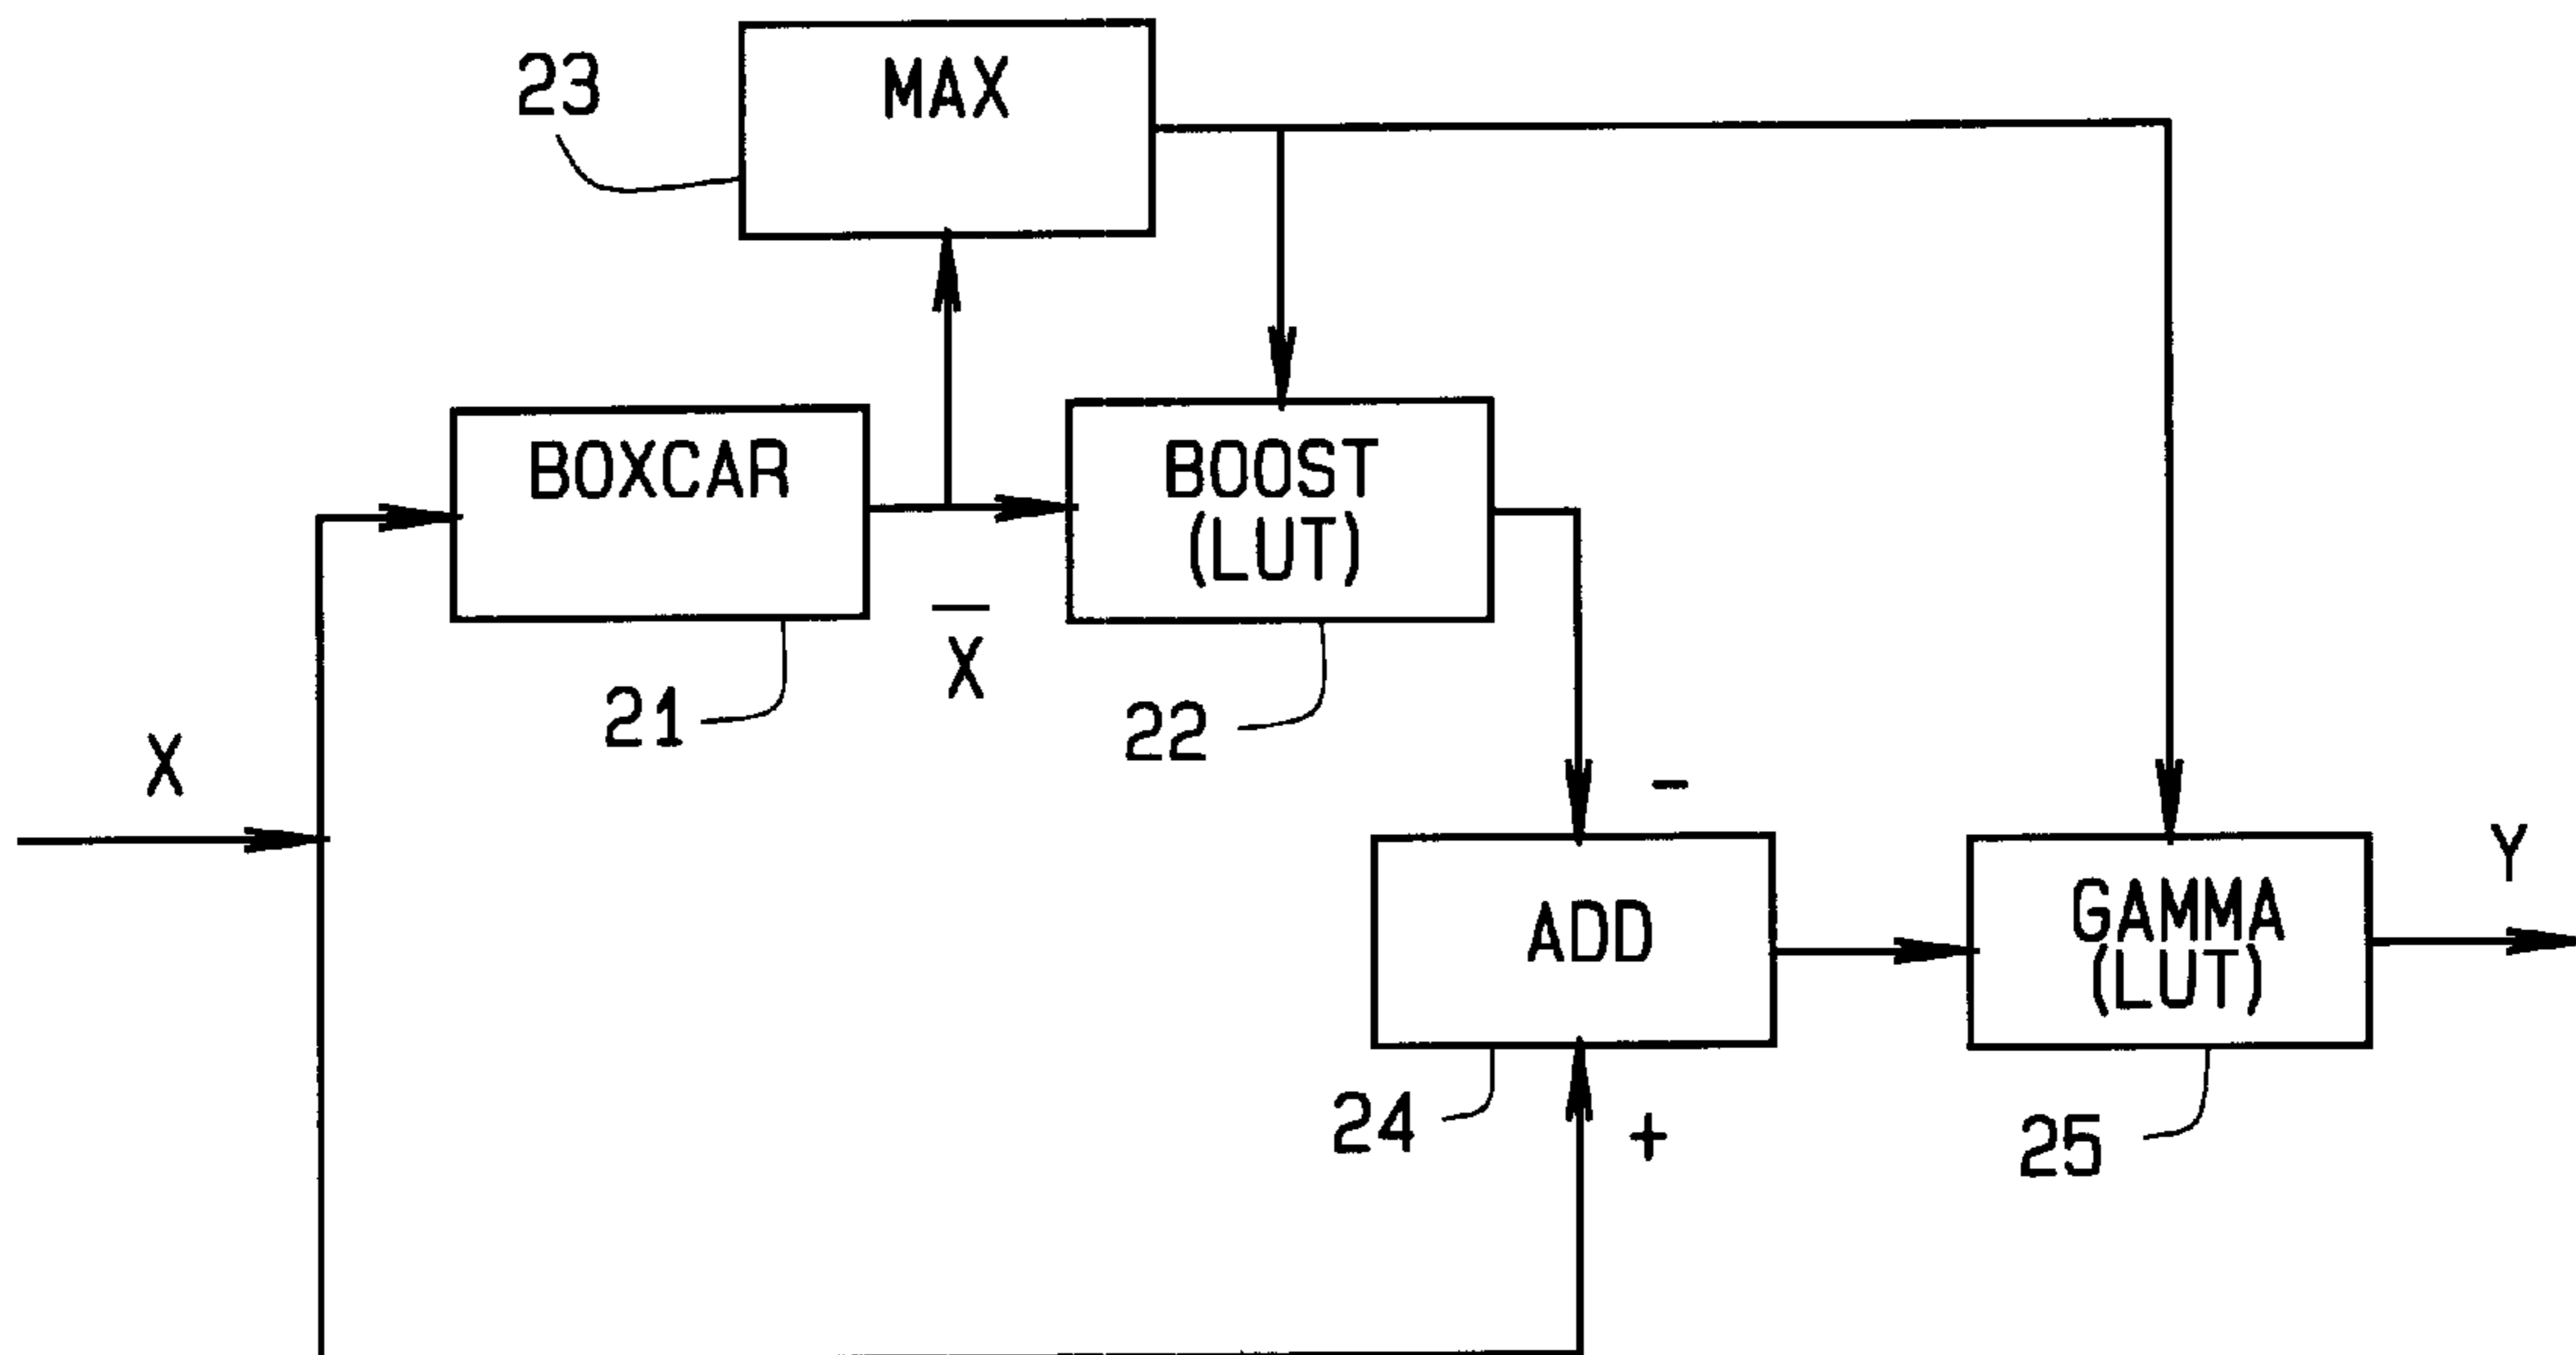 MAX
23
BOXCAR
BOOST
(LUT)
X̅
21
22
X
-
Y
ADD
GAMMA
(LUT)
24
+
25